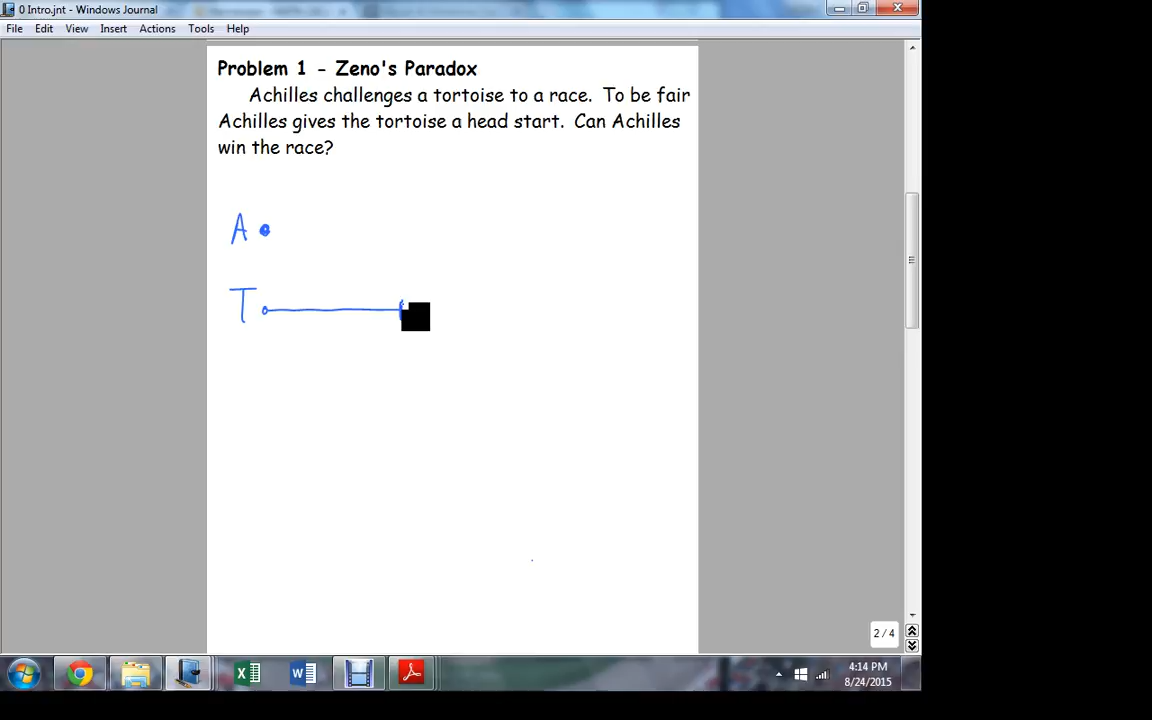 0 Intro.jnt - Windows Journal
File Edit View Insert Actions Tools Help
Problem 1 - Zeno's Paradox
Achilles challenges a tortoise to a race. To be fair
Achilles gives the tortoise a head start. Can Achilles
win the race?
A
T
2 / 4
4:14 PM
8/24/2015